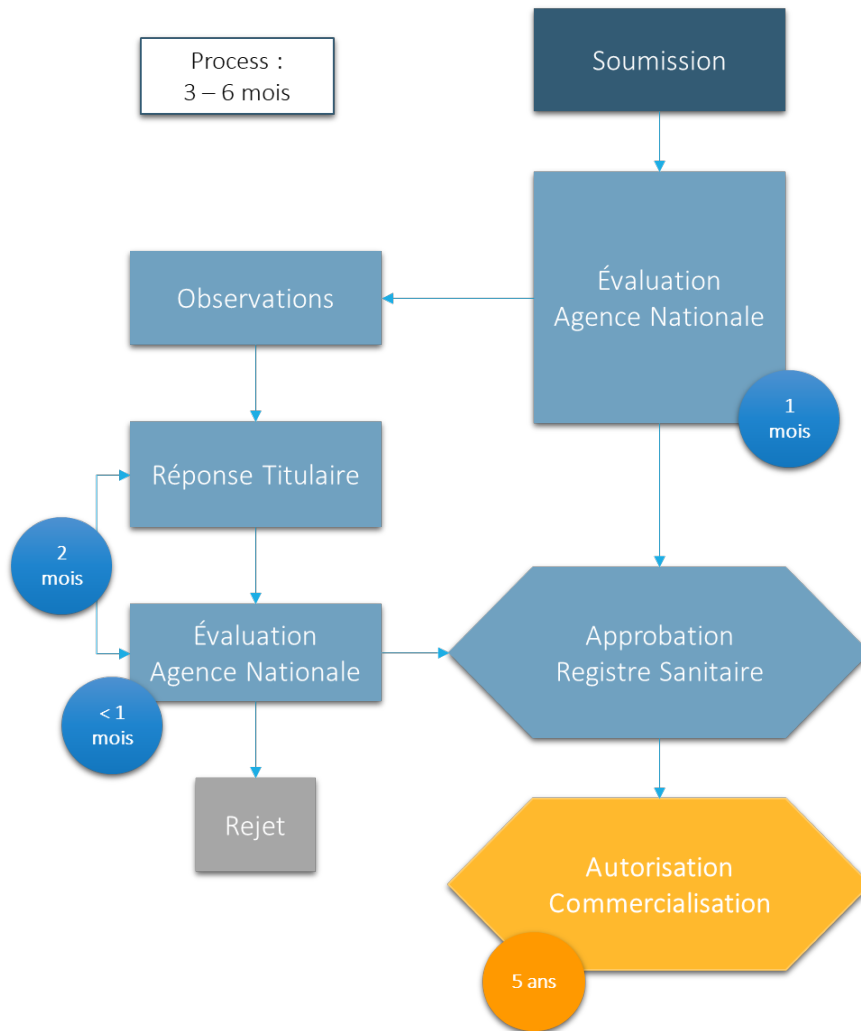 Process :
3 – 6 mois
Soumission
Évaluation
Agence Nationale
1
mois
Observations
Réponse Titulaire
2
mois
Évaluation
Agence Nationale
< 1
mois
Approbation
Registre Sanitaire
Rejet
Autorisation
Commercialisation
5 ans